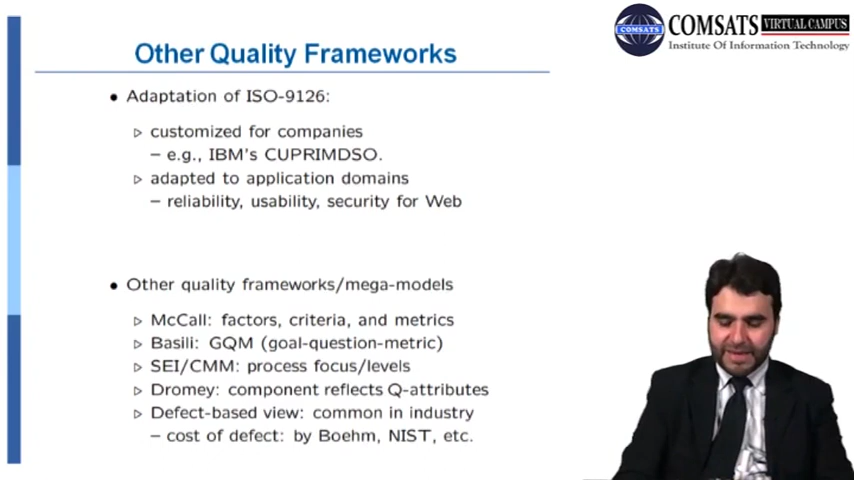 COMSATS VIRTUAL CAMPUS
COMSATS
Institute Of Information Technology
Other Quality Frameworks
• Adaptation of ISO-9126:
▷ customized for companies
– e.g., IBM's CUPRIMDSO.
▷ adapted to application domains
– reliability, usability, security for Web
• Other quality frameworks/mega-models
▷ McCall: factors, criteria, and metrics
▷ Basili: GQM (goal-question-metric)
▷ SEI/CMM: process focus/levels
▷ Dromey: component reflects Q-attributes
▷ Defect-based view: common in industry
– cost of defect: by Boehm, NIST, etc.